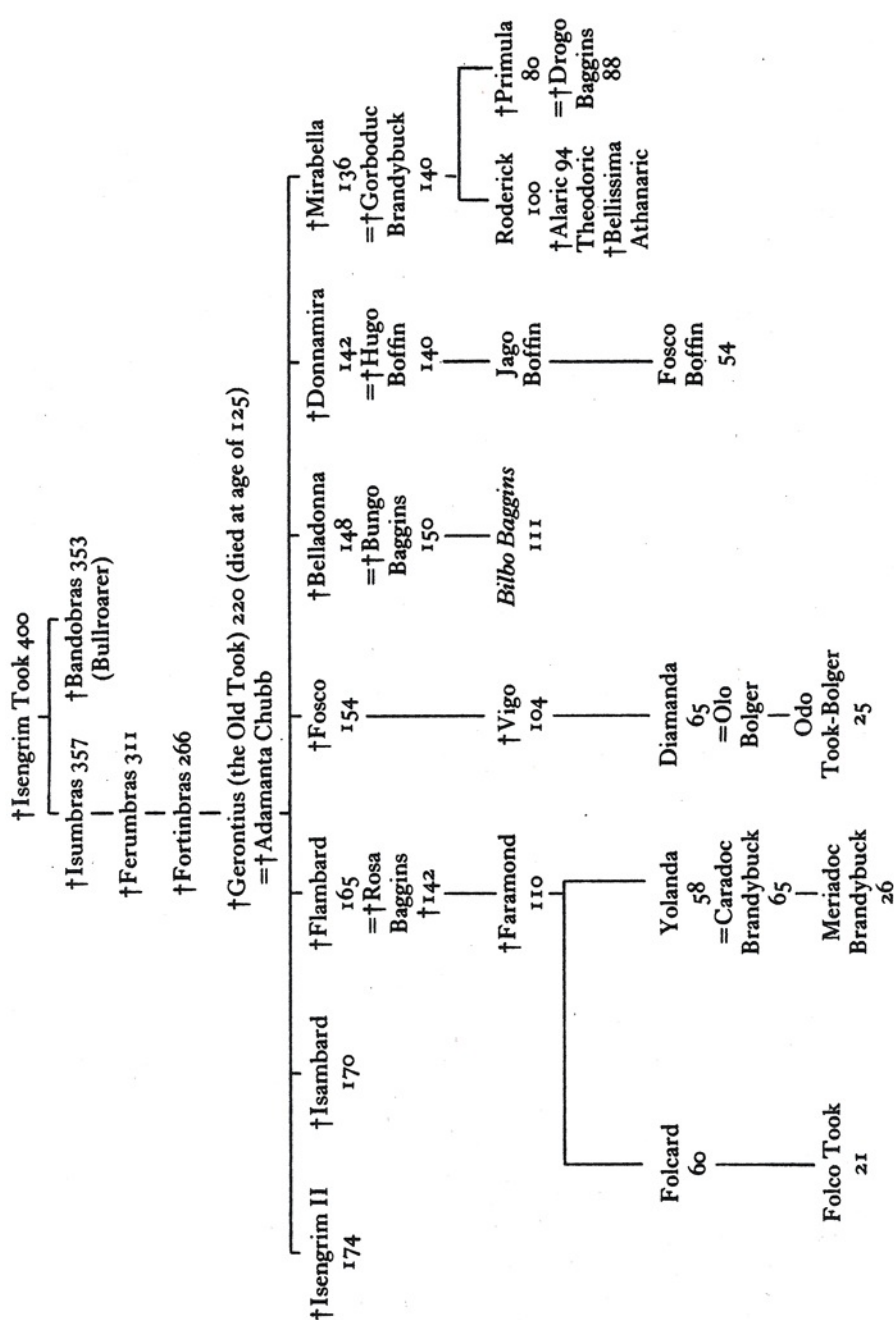 †Isengrim Took 400
†Isumbras 357 †Bandobras 353
(Bullroarer)
†Ferumbras 311
†Fortinbras 266
†Gerontius (the Old Took) 220 (died at age of 125)
=†Adamanta Chubb
†Isengrim II
174
†Isambard
170
†Flambard
165
=†Rosa
Baggins
†142
†Fosco
154
†Belladonna
148
=†Bungo
Baggins
150
†Donnamira
142
=†Hugo
Boffin
140
†Mirabella
136
=†Gorboduc
Brandybuck
140
†Faramond
110
†Vigo
104
Bilbo Baggins
111
Jago
Boffin
Roderick
100
†Alaric 94
Theodoric
†Bellissima
Athanaric
†Primula
80
=†Drogo
Baggins
88
Folcard
60
Yolanda
58
=Caradoc
Brandybuck
65
Diamanda
65
=Olo
Bolger
Fosco
Boffin
54
Folco Took
21
Meriadoc
Brandybuck
26
Odo
Took-Bolger
25